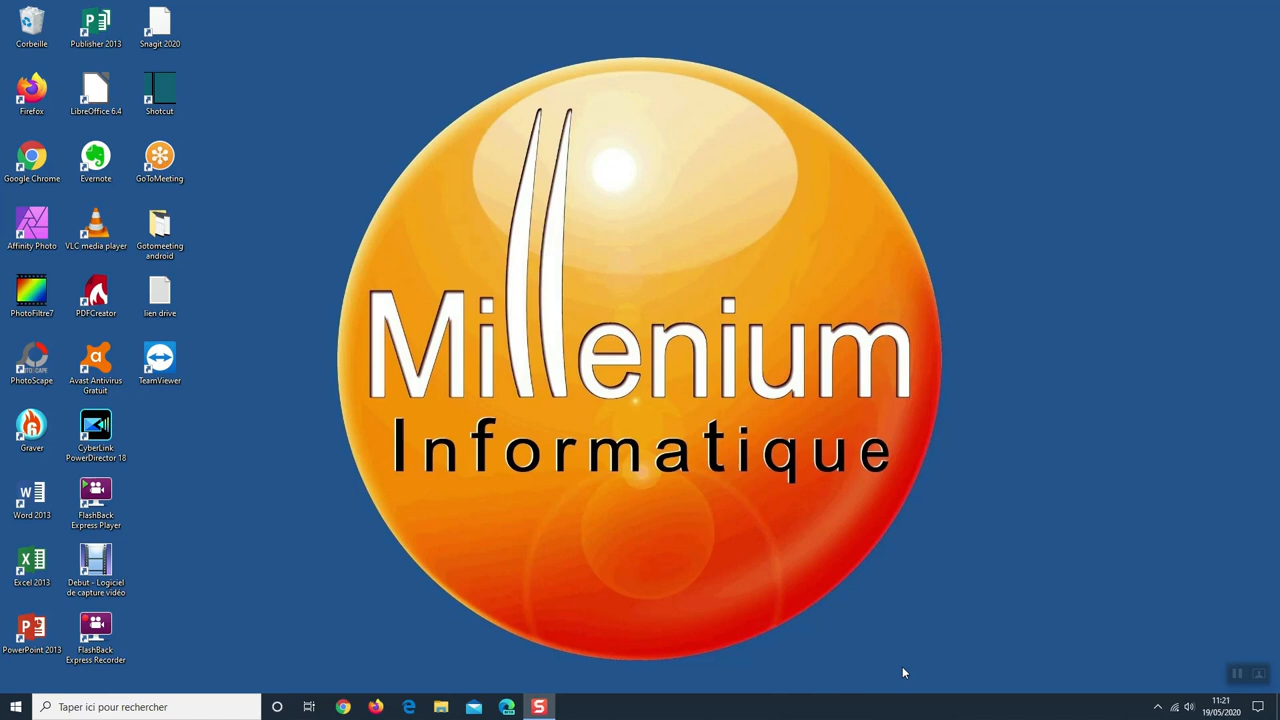 Corbeille
Publisher 2013
Snagit 2020
Firefox
LibreOffice 6.4
Shotcut
Google Chrome
Evernote
GoToMeeting
Affinity Photo
VLC media player
Gotomeeting
android
PhotoFiltre7
PDFCreator
lien drive
PhotoScape
Avast Antivirus
Gratuit
TeamViewer
Graver
CyberLink
PowerDirector 18
Word 2013
FlashBack
Express Player
Excel 2013
Debut - Logiciel
de capture vidéo
PowerPoint 2013
FlashBack
Express Recorder
Millenium
Informatique
Taper ici pour rechercher
11:21
19/05/2020